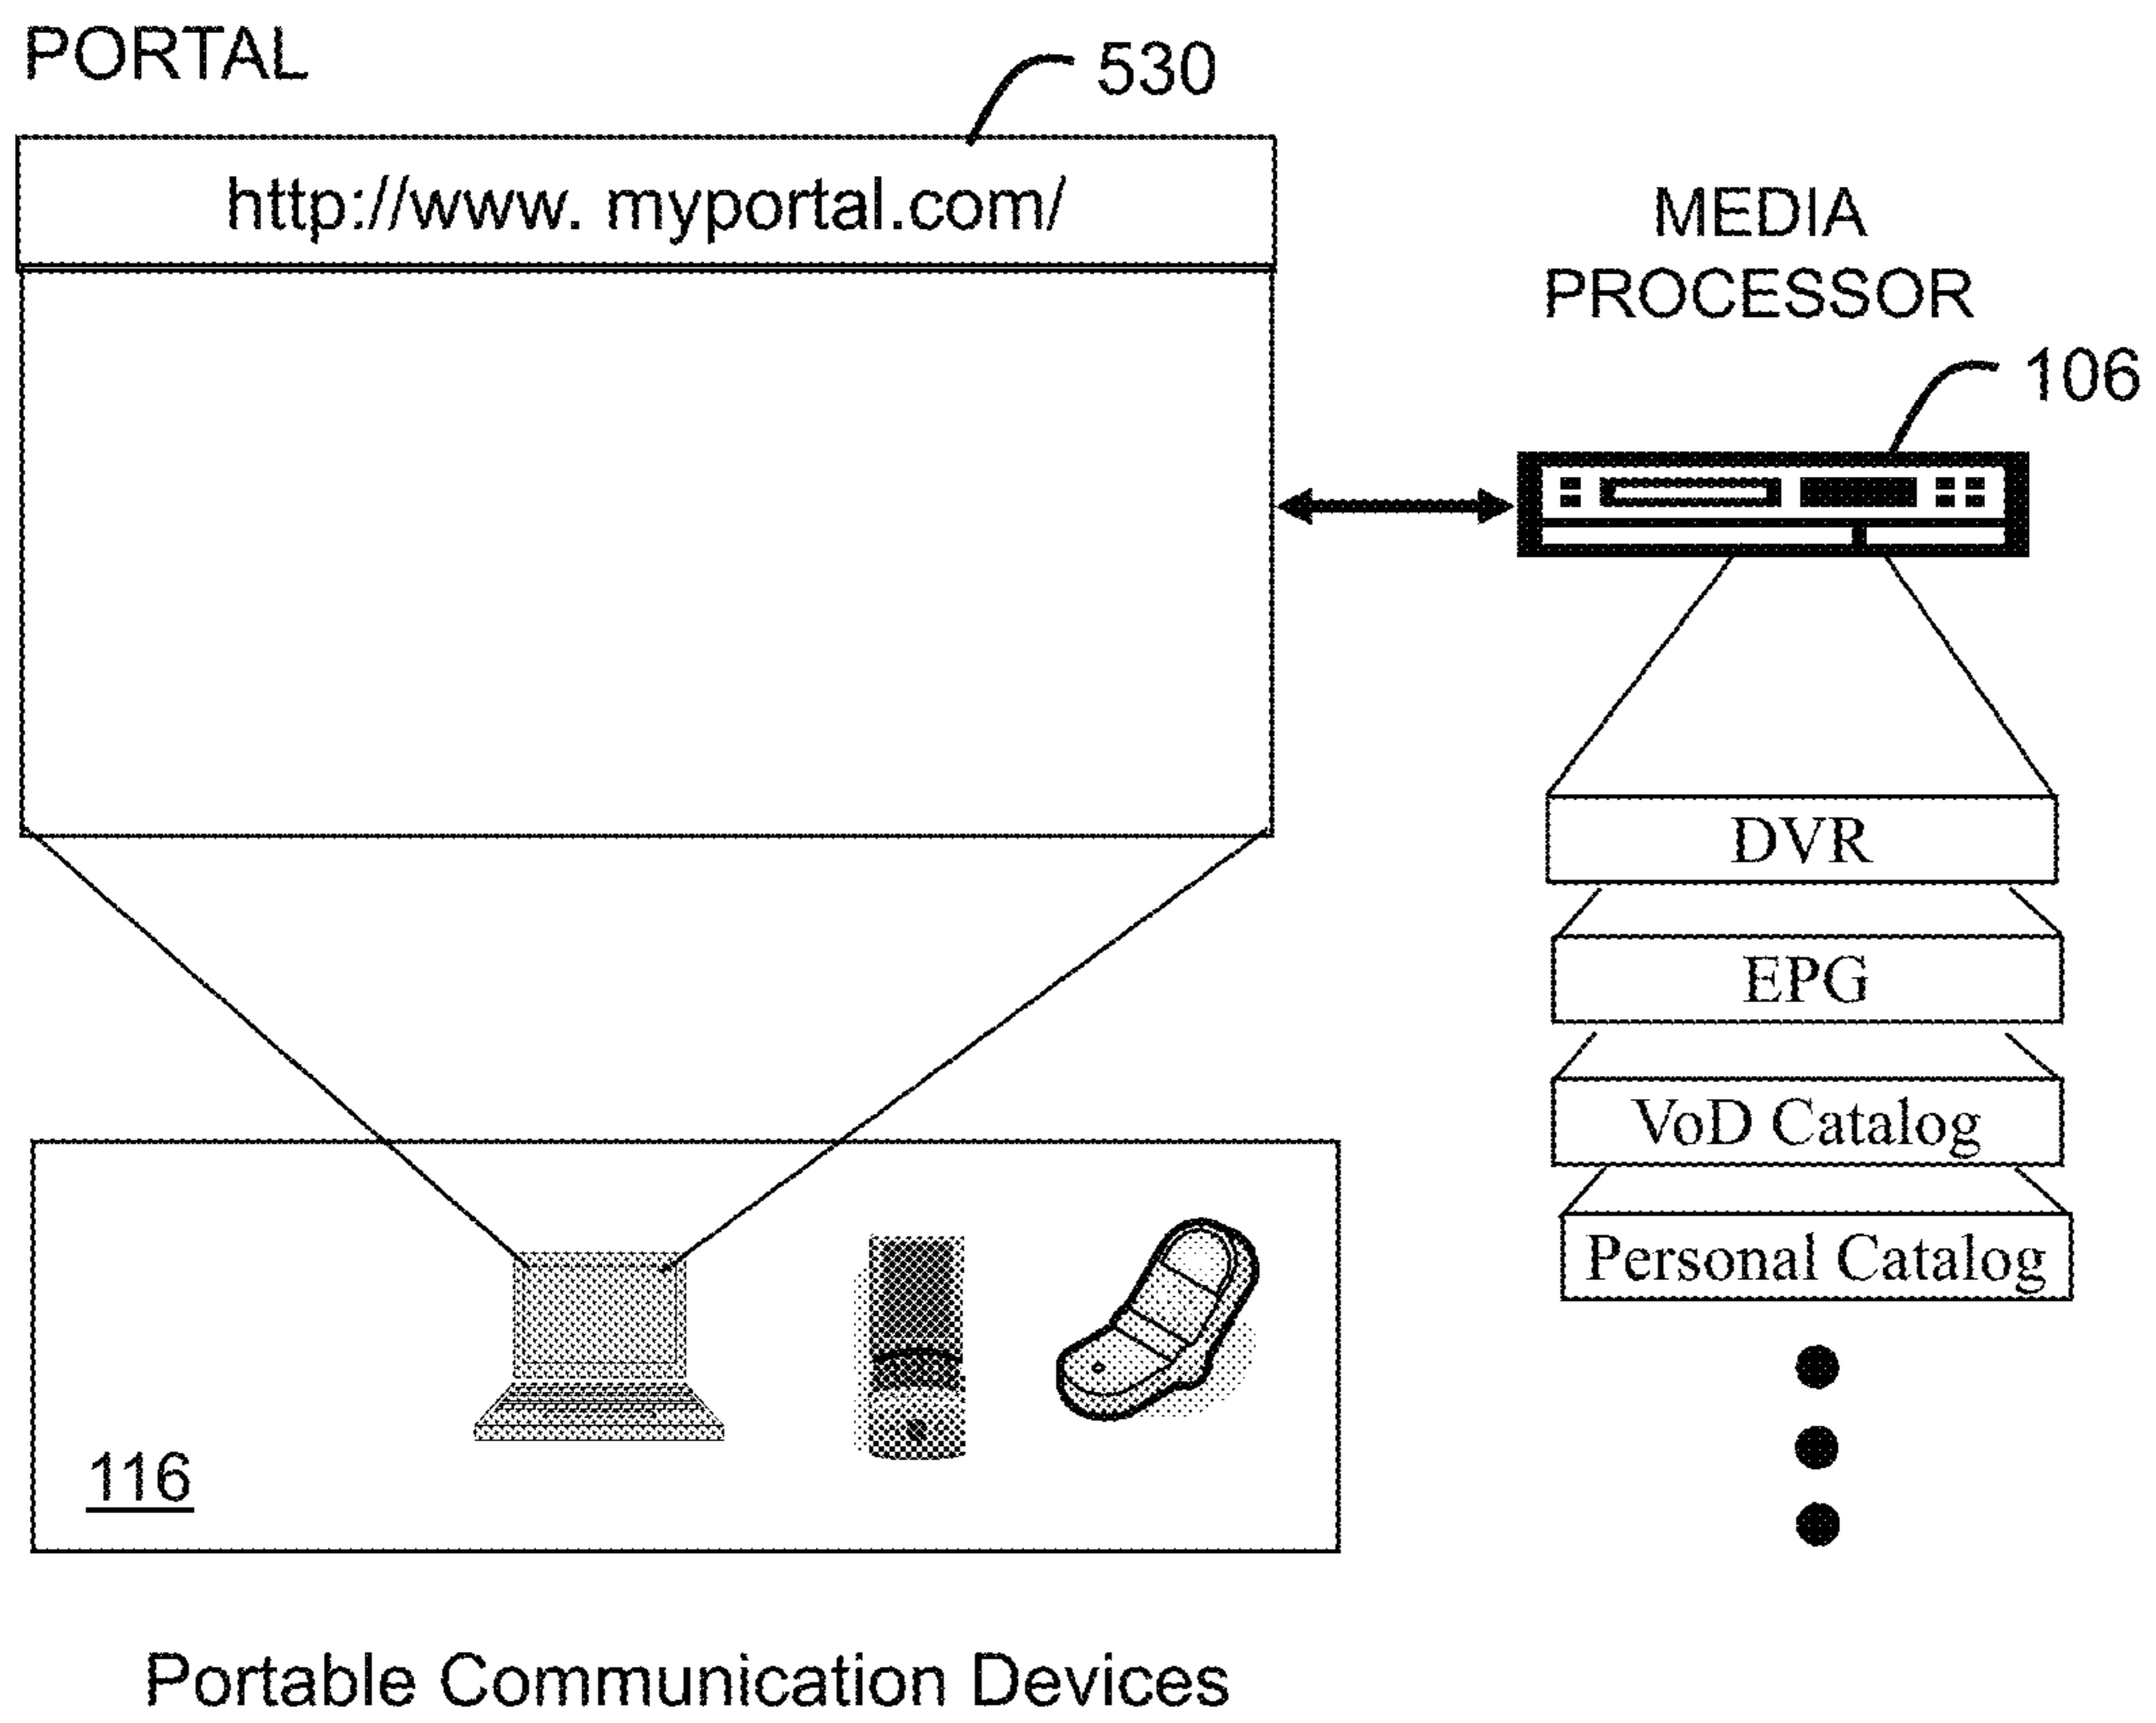 PORTAL
530
http://www. myportal.com/
MEDIA
PROCESSOR
106
DVR
EPG
VoD Catalog
Personal Catalog
116
Portable Communication Devices